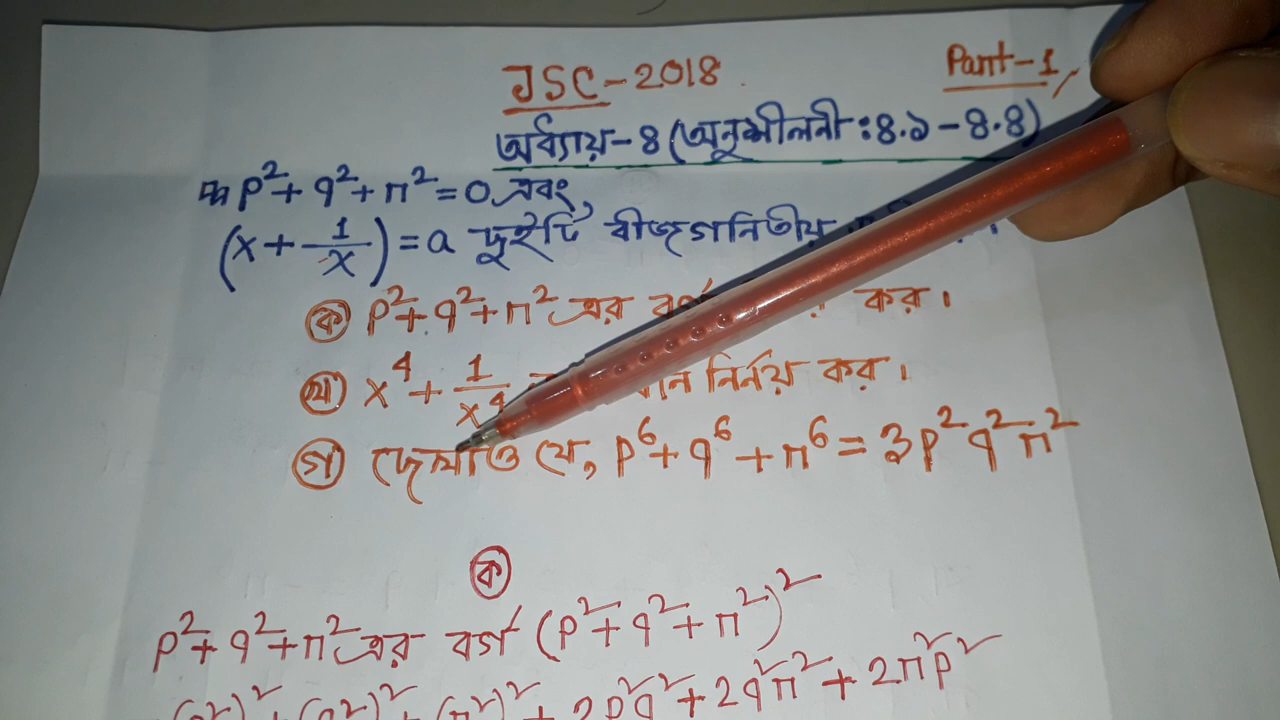 JSC-2018
Part-1
অধ্যায়-৪ (অনুশীলনী:৪.১-৪.৪)
p²+q²+r²=0 এবং,
(x+1/x)=a দুইটি বীজগনিতীয়
(ক) p²+q²+r² এর কর।
(খ) x⁴+1/x⁴ নির্নয় কর।
(গ) দেখাও যে, p⁶+q⁶+r⁶=3p²q²r²
(ক)
p²+q²+r² এর বর্গ (p²+q²+r²)²
+2p²q²+2q²r²+2r²p²